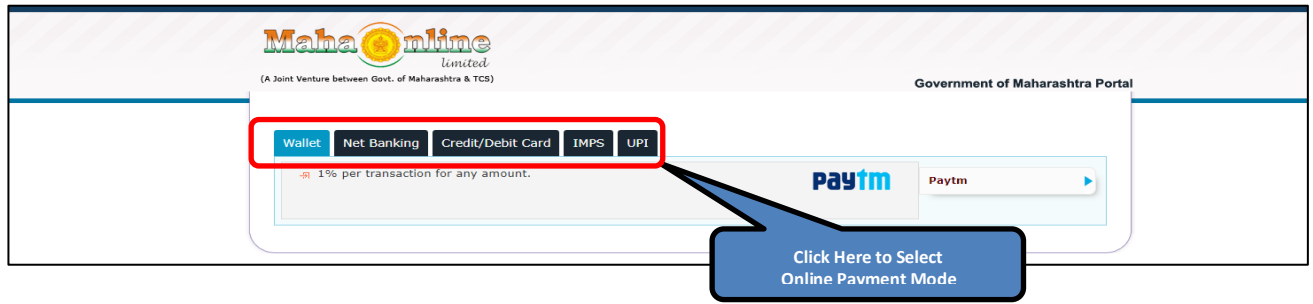 Maha Online
limited
(A Joint Venture between Govt. of Maharashtra & TCS)
Government of Maharashtra Portal
Wallet Net Banking Credit/Debit Card IMPS UPI
1% per transaction for any amount.
Paytm
Paytm
Click Here to Select
Online Payment Mode